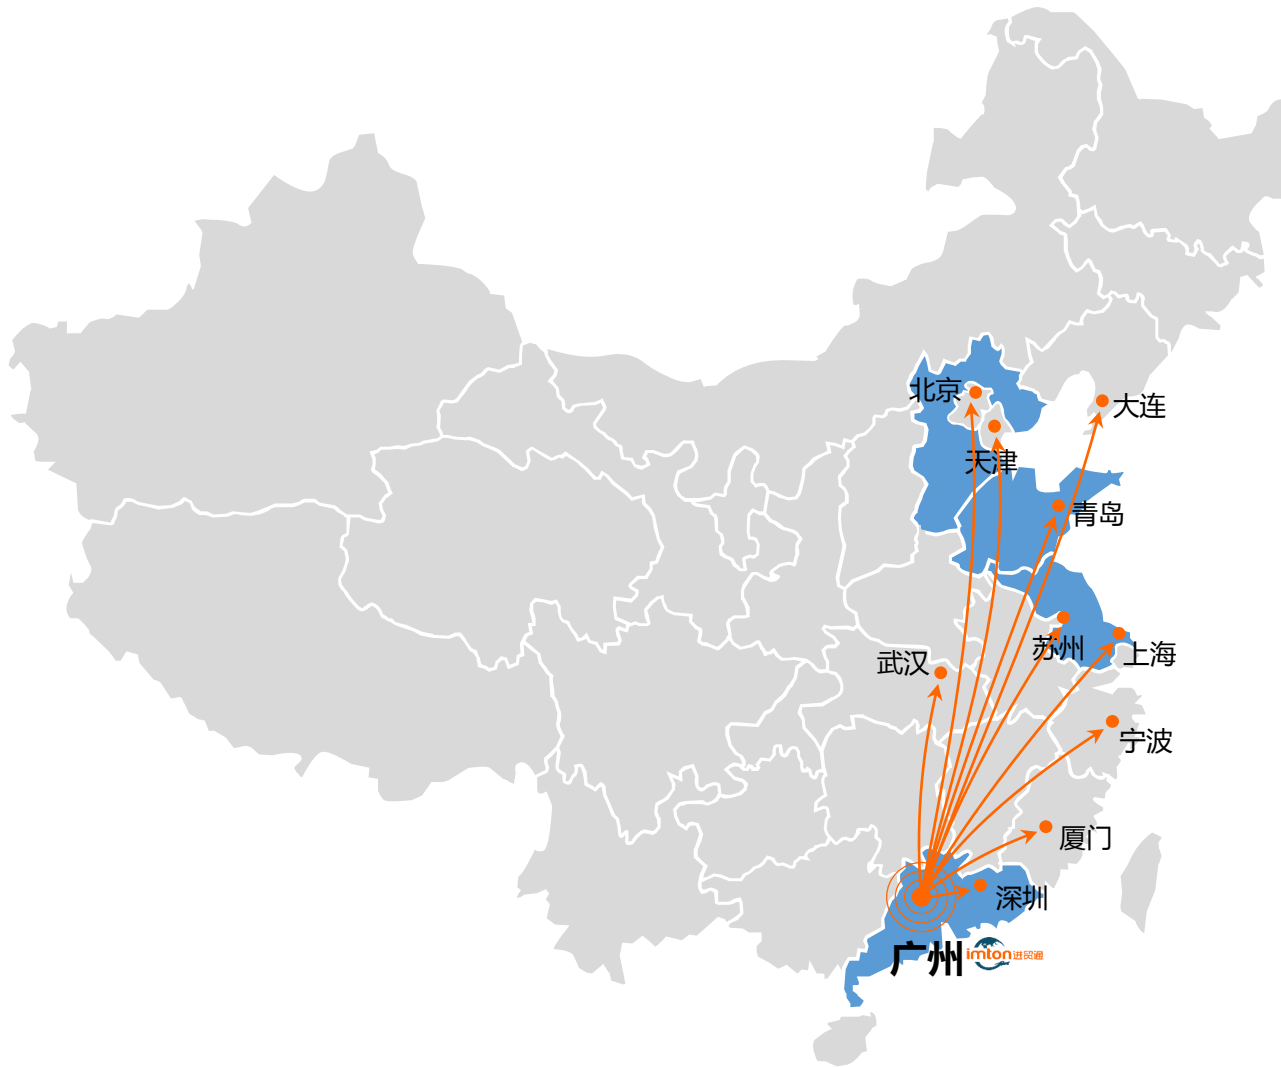 北京
大连
天津
青岛
苏州
上海
武汉
宁波
厦门
深圳
广州
imton进贸通